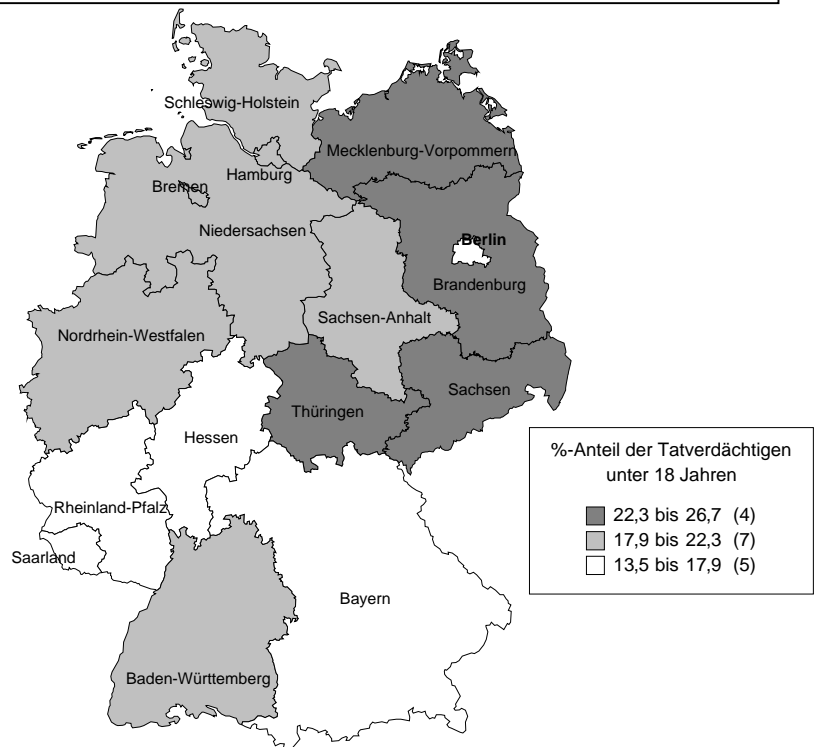 Schleswig-Holstein
Mecklenburg-Vorpommern
Hamburg
Bremen
Niedersachsen
Berlin
Brandenburg
Sachsen-Anhalt
Nordrhein-Westfalen
Sachsen
Thüringen
Hessen
%-Anteil der Tatverdächtigen
unter 18 Jahren
22,3 bis 26,7 (4)
17,9 bis 22,3 (7)
13,5 bis 17,9 (5)
Rheinland-Pfalz
Saarland
Bayern
Baden-Württemberg